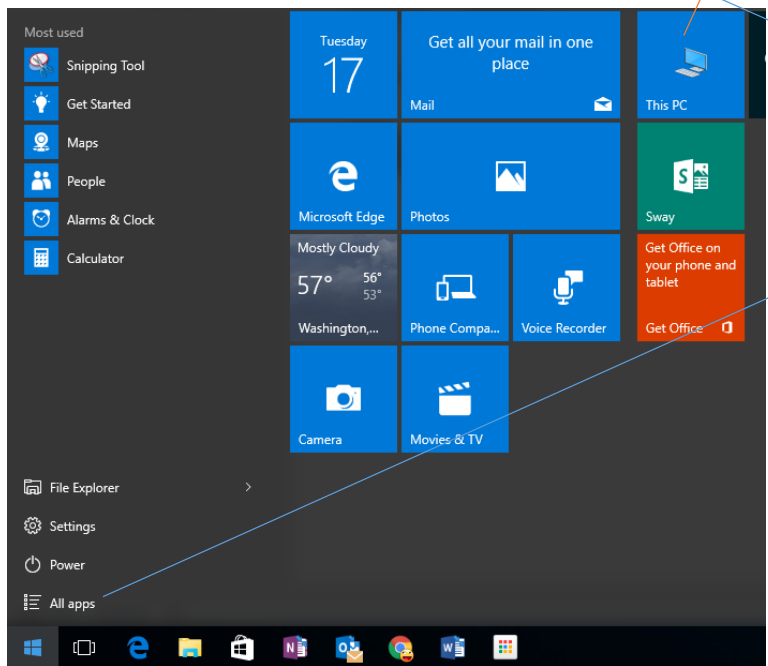 Most used
Snipping Tool
Get Started
Maps
People
Alarms & Clock
Calculator
File Explorer
Settings
Power
All apps
Tuesday
17
Get all your mail in one
place
Mail
This PC
Microsoft Edge
Photos
S
Sway
Mostly Cloudy
57° 56°
53°
Washington,...
Phone Compa...
Voice Recorder
Get Office on
your phone and
tablet
Get Office
Camera
Movies & TV